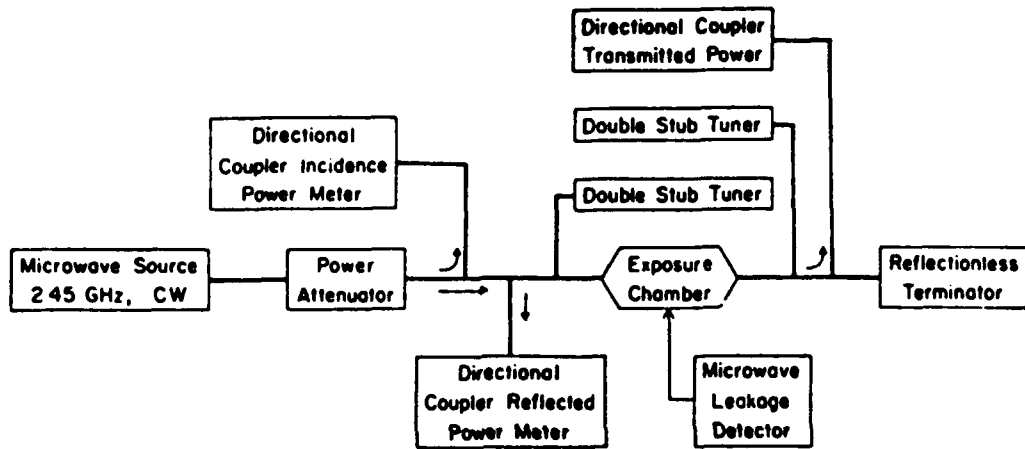 Directional Coupler
Transmitted Power
Double Stub Tuner
Directional
Coupler Incidence
Power Meter
Double Stub Tuner
Microwave Source
2 45 GHz, CW
Power
Attenuator
Exposure
Chamber
Reflectionless
Terminator
Directional
Coupler Reflected
Power Meter
Microwave
Leakage
Detector